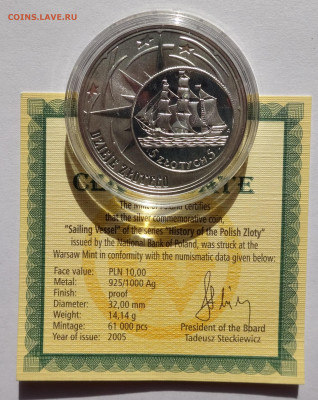 COINS.LAVE.RU
DZIEJE ZŁOTEGO
5 ZŁOTYCH 5
CERTIFICATE
The Mint of Poland certifies
that the silver commemorative coin,
"Sailing Vessel" of the series "History of the Polish Zloty"
issued by the National Bank of Poland, was struck at the
Warsaw Mint in conformity with the numismatic data given below:
Face value: PLN 10,00
Metal: 925/1000 Ag
Finish: proof
Diameter: 32,00 mm
Weight: 14,14 g
Mintage: 61 000 pcs
Year of issue: 2005
President of the Board
Tadeusz Steckiewicz